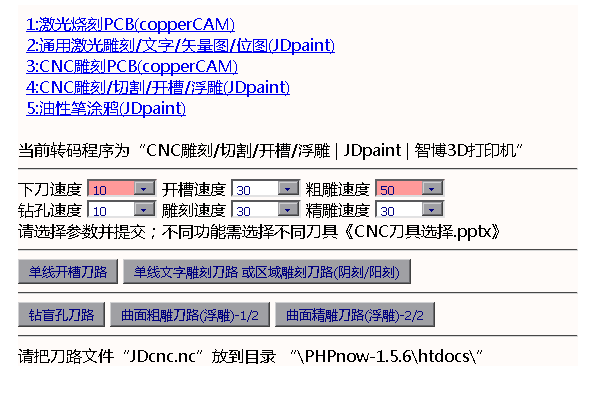 1:激光烧刻PCB(copperCAM)
2:通用激光雕刻/文字/矢量图/位图(JDpaint)
3:CNC雕刻PCB(copperCAM)
4:CNC雕刻/切割/开槽/浮雕(JDpaint)
5:油性笔涂鸦(JDpaint)
当前转码程序为“CNC雕刻/切割/开槽/浮雕 | JDpaint | 智博3D打印机”
下刀速度 10 开槽速度 30 粗雕速度 50
钻孔速度 10 雕刻速度 30 精雕速度 30
请选择参数并提交；不同功能需选择不同刀具《CNC刀具选择.pptx》
单线开槽刀路 单线文字雕刻刀路 或区域雕刻刀路(阴刻/阳刻)
钻盲孔刀路 曲面粗雕刀路(浮雕)-1/2 曲面精雕刀路(浮雕)-2/2
请把刀路文件“JDcnc.nc”放到目录 “\PHPnow-1.5.6\htdocs\”